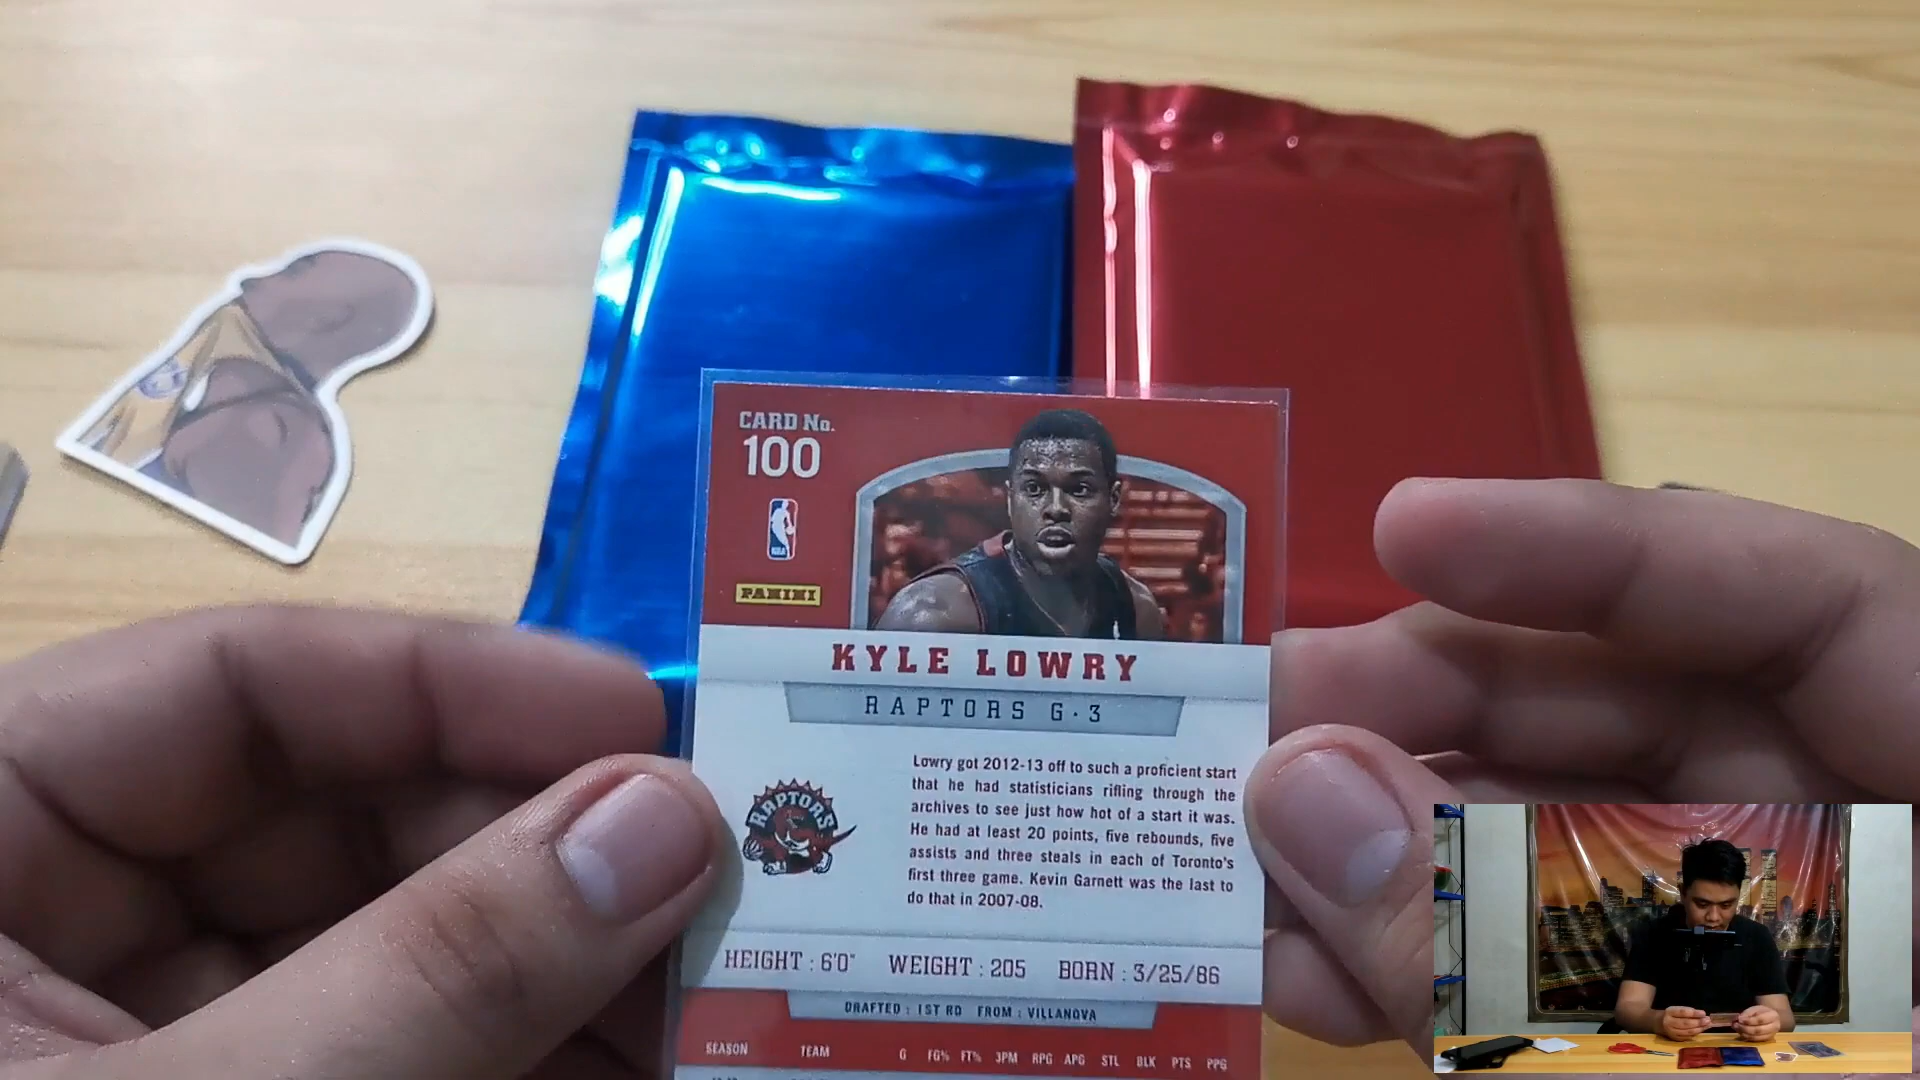 CARD No.
100
NBA
PANINI
KYLE LOWRY
RAPTORS G·3
RAPTORS
Lowry got 2012-13 off to such a proficient start
that he had statisticians rifling through the
archives to see just how hot of a start it was.
He had at least 20 points, five rebounds, five
assists and three steals in each of Toronto's
first three game. Kevin Garnett was the last to
do that in 2007-08.
HEIGHT : 6'0" WEIGHT : 205 BORN : 3/25/86
DRAFTED : 1ST RD FROM : VILLANOVA
SEASON TEAM G FG% FT% 3PM RPG APG STL BLK PTS PPG